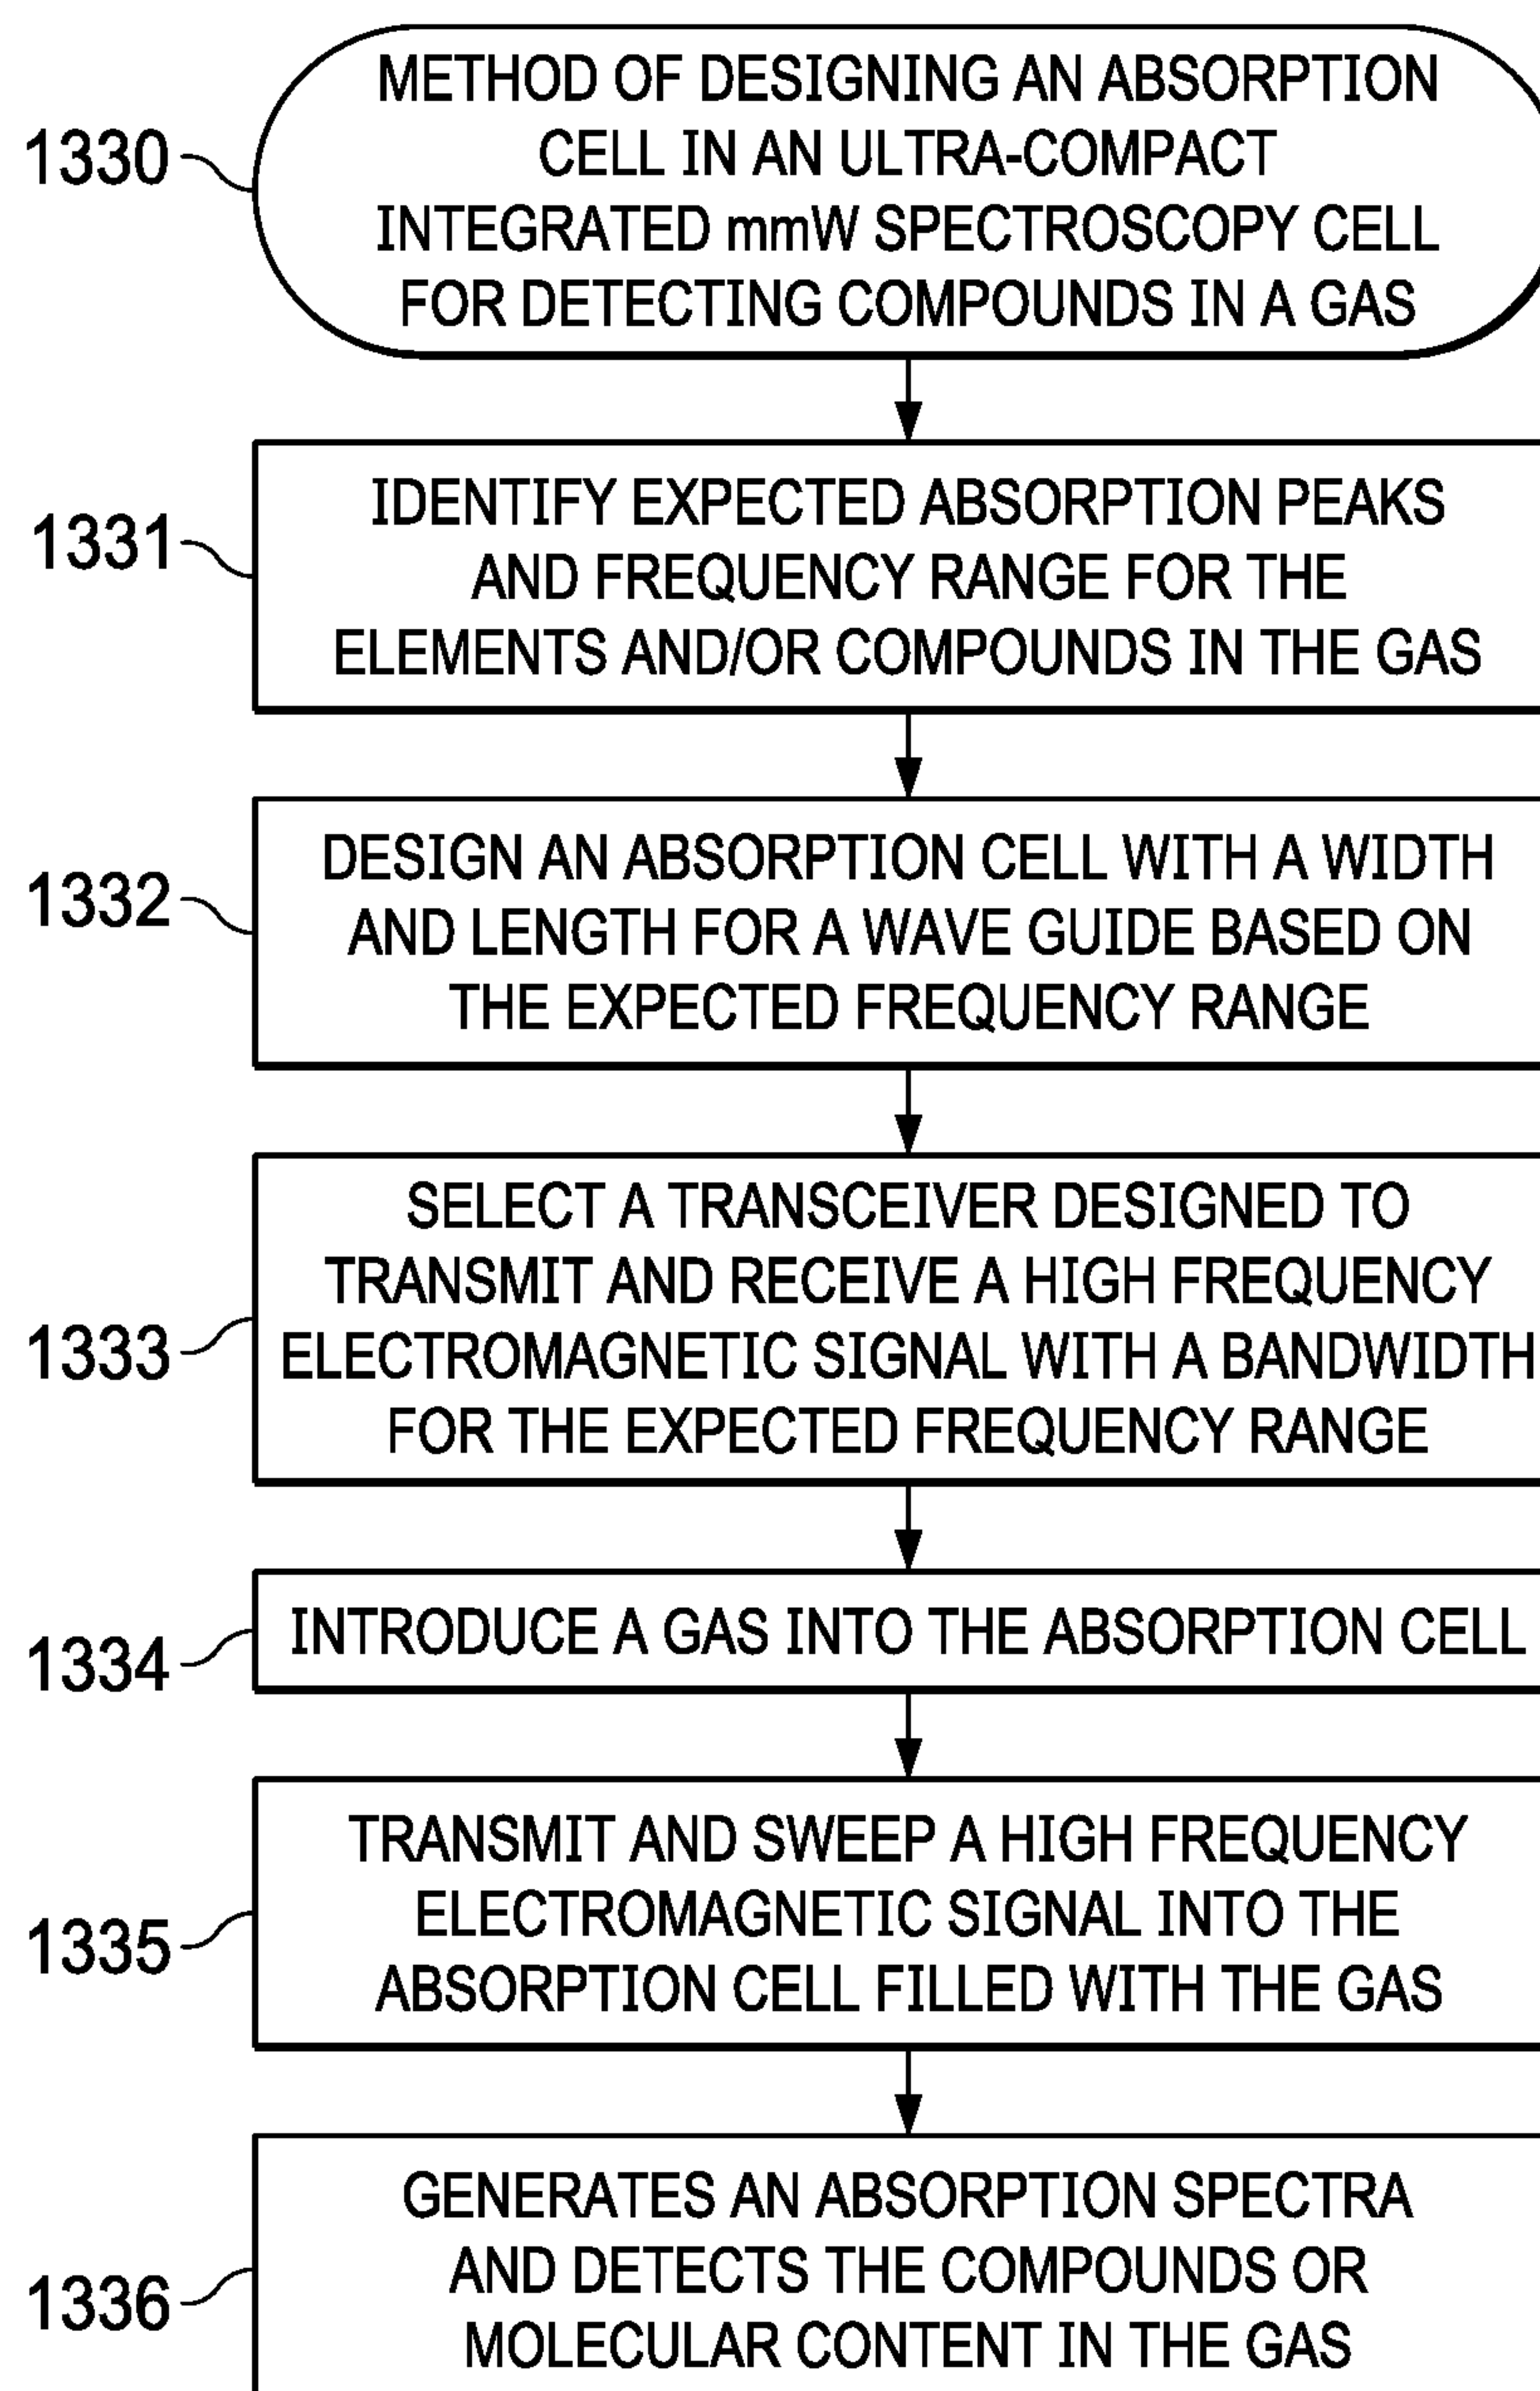 METHOD OF DESIGNING AN ABSORPTION
CELL IN AN ULTRA-COMPACT
1330
INTEGRATED mmW SPECTROSCOPY CELL
FOR DETECTING COMPOUNDS IN A GAS
IDENTIFY EXPECTED ABSORPTION PEAKS
1331
AND FREQUENCY RANGE FOR THE
ELEMENTS AND/OR COMPOUNDS IN THE GAS
DESIGN AN ABSORPTION CELL WITH A WIDTH
1332
AND LENGTH FOR A WAVE GUIDE BASED ON
THE EXPECTED FREQUENCY RANGE
SELECT A TRANSCEIVER DESIGNED TO
TRANSMIT AND RECEIVE A HIGH FREQUENCY
1333
ELECTROMAGNETIC SIGNAL WITH A BANDWIDTH
FOR THE EXPECTED FREQUENCY RANGE
1334
INTRODUCE A GAS INTO THE ABSORPTION CELL
TRANSMIT AND SWEEP A HIGH FREQUENCY
ELECTROMAGNETIC SIGNAL INTO THE
1335
ABSORPTION CELL FILLED WITH THE GAS
GENERATES AN ABSORPTION SPECTRA
AND DETECTS THE COMPOUNDS OR
1336
MOLECULAR CONTENT IN THE GAS